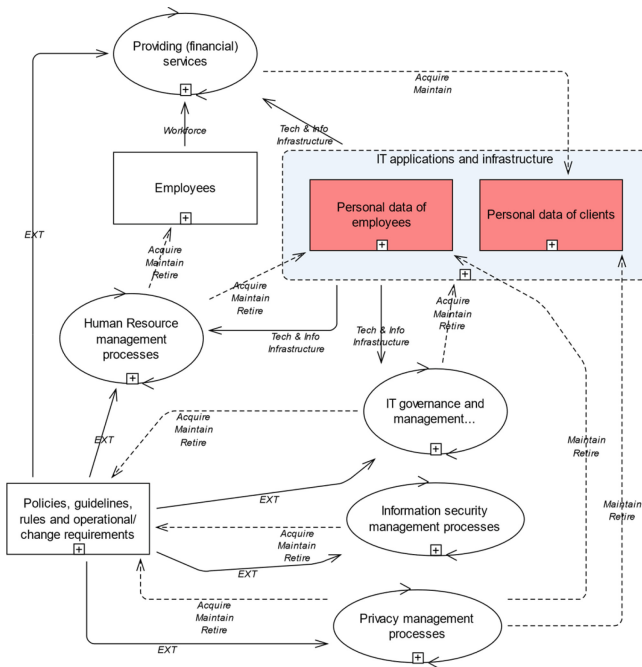 Providing (financial)
services
Acquire
Maintain
Workforce
Tech & Info
Infrastructure
IT applications and infrastructure
Employees
Personal data of
employees
Personal data of clients
EXT
Acquire
Maintain
Retire
Acquire
Maintain
Retire
Acquire
Maintain
Retire
Human Resource
management
processes
Tech & Info
Infrastructure
Tech & Info
Infrastructure
IT governance and
management...
Acquire
Maintain
Retire
EXT
Maintain
Retire
Policies, guidelines,
rules and operational/
change requirements
EXT
Information security
management processes
Acquire
Maintain
Retire
Maintain
Retire
EXT
Acquire
Maintain
Retire
Privacy management
processes
EXT